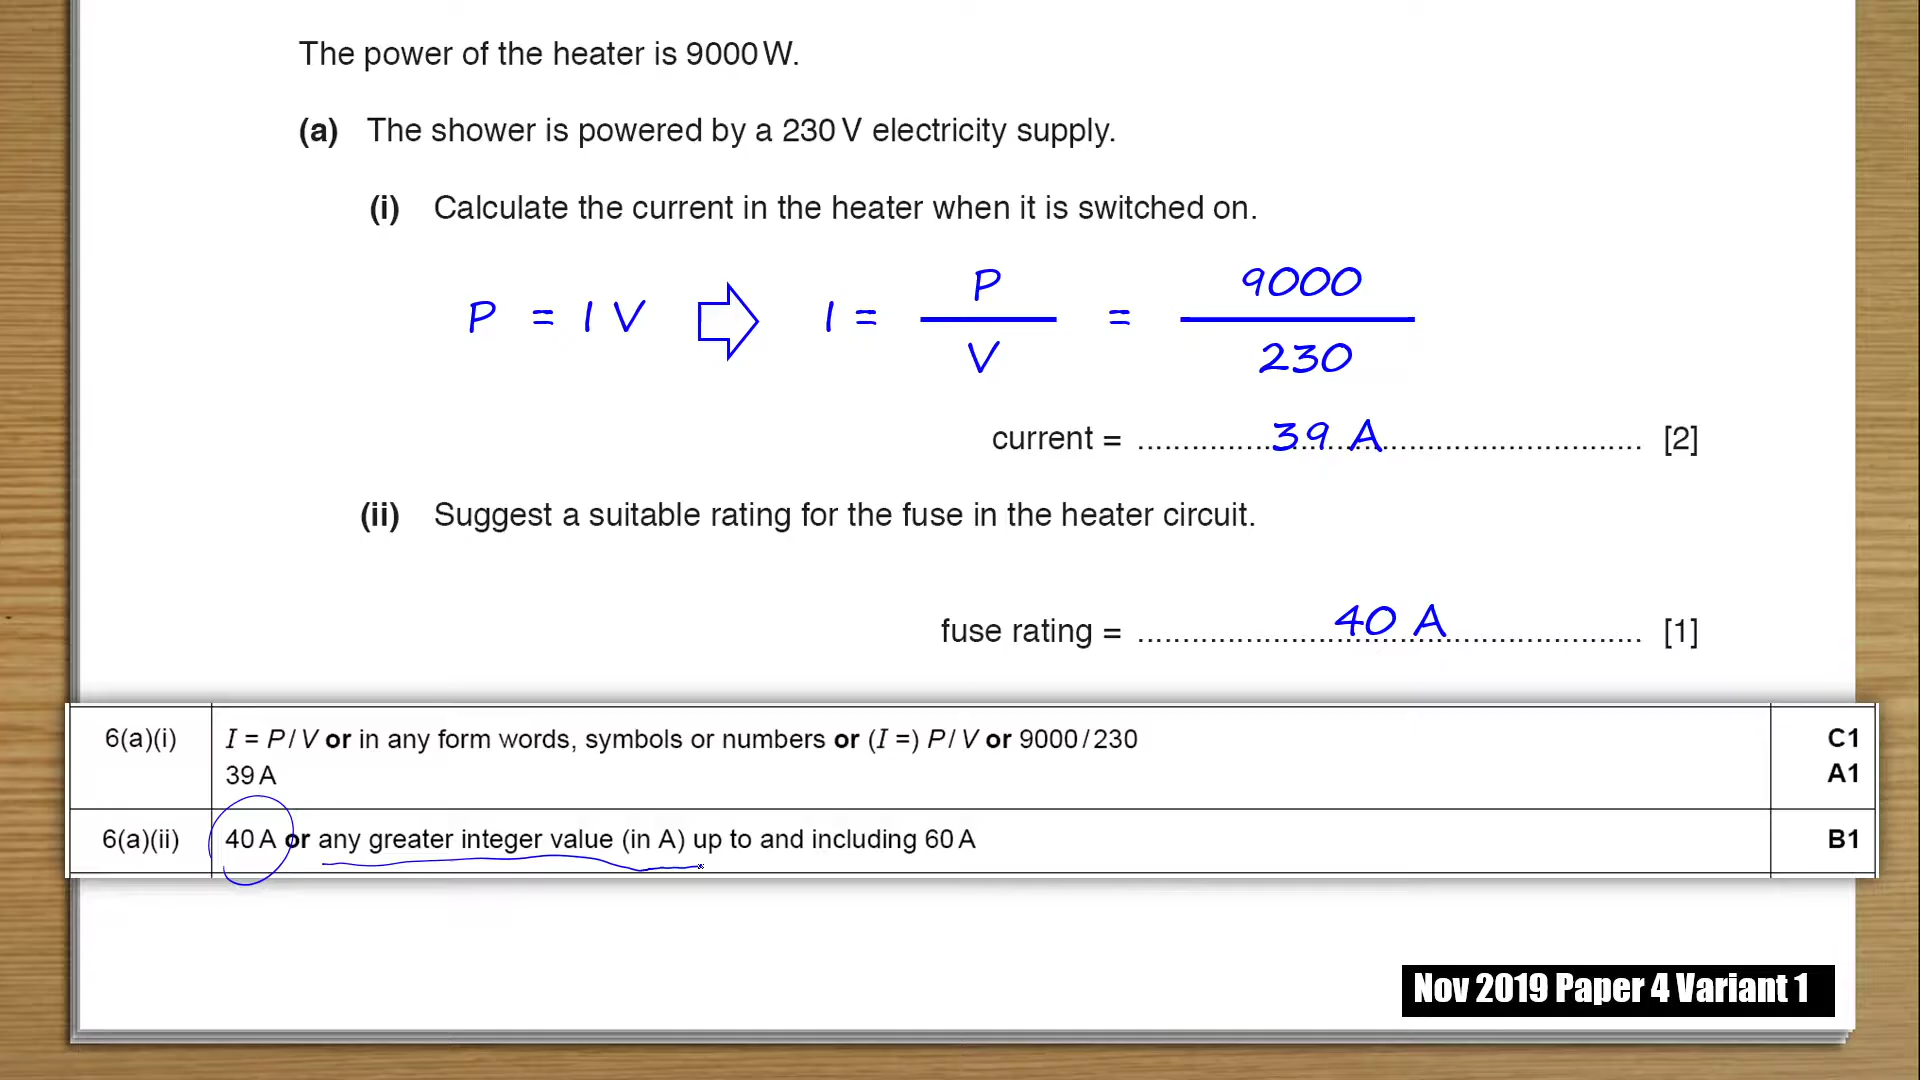 The power of the heater is 9000 W.
(a) The shower is powered by a 230 V electricity supply.
(i) Calculate the current in the heater when it is switched on.
P = I V ⇨ I = P / V = 9000 / 230
current = ........ 39 A ........ [2]
(ii) Suggest a suitable rating for the fuse in the heater circuit.
fuse rating = ........ 40 A ........ [1]
6(a)(i) I = P / V or in any form words, symbols or numbers or (I =) P / V or 9000 / 230 C1
39 A A1
6(a)(ii) 40 A or any greater integer value (in A) up to and including 60 A B1
Nov 2019 Paper 4 Variant 1